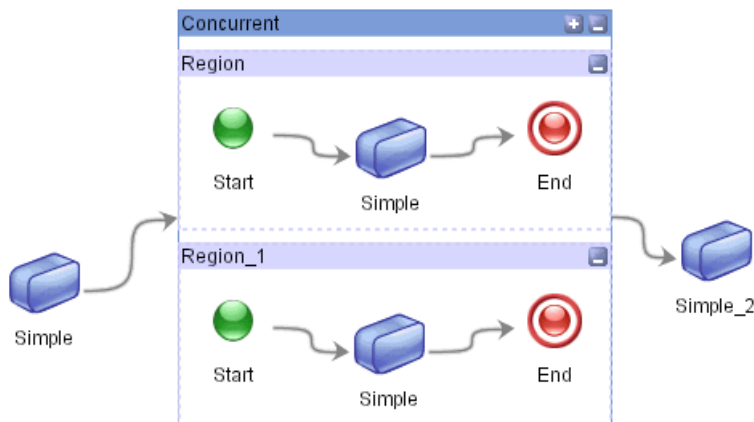 Concurrent
Region
Start
Simple
End
Simple
Region_1
Start
Simple
End
Simple_2